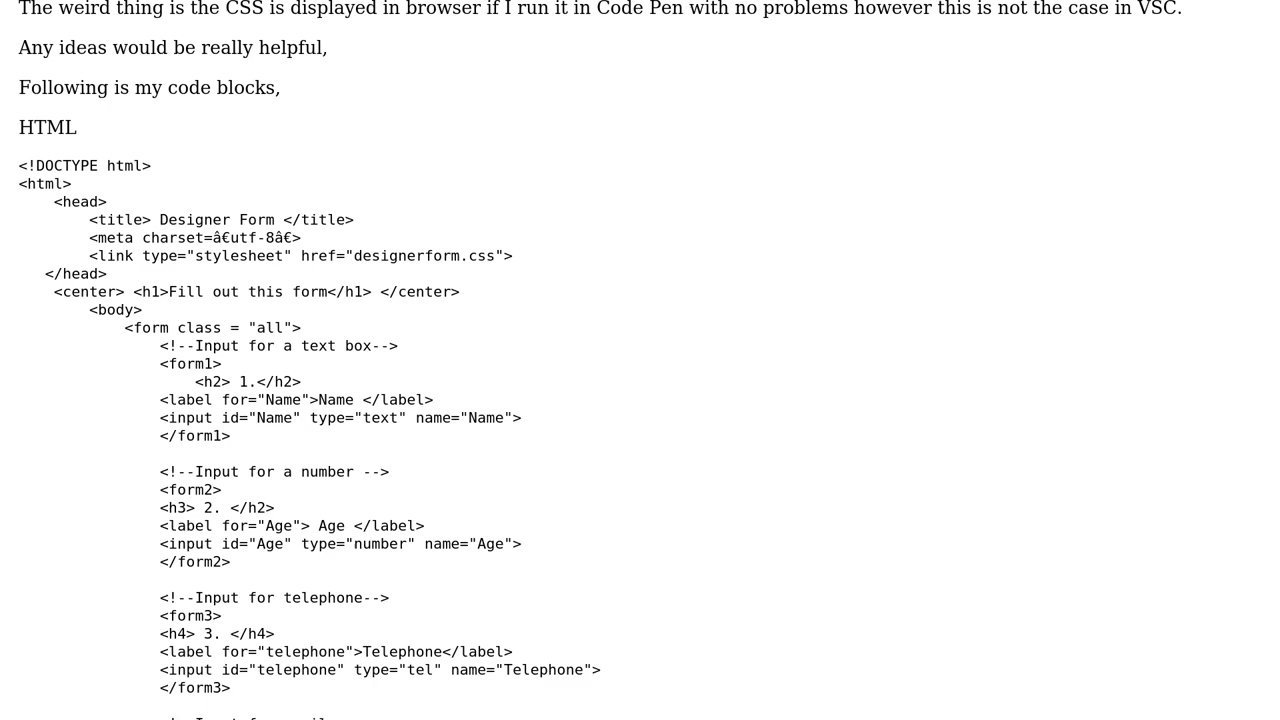 The weird thing is the CSS is displayed in browser if I run it in Code Pen with no problems however this is not the case in VSC.
Any ideas would be really helpful,
Following is my code blocks,
HTML
<!DOCTYPE html>
<html>
    <head>
        <title> Designer Form </title>
        <meta charset=â€utf-8â€>
        <link type="stylesheet" href="designerform.css">
   </head>
    <center> <h1>Fill out this form</h1> </center>
        <body>
            <form class = "all">
                <!--Input for a text box-->
                <form1>
                    <h2> 1.</h2>
                <label for="Name">Name </label>
                <input id="Name" type="text" name="Name">
                </form1>

                <!--Input for a number -->
                <form2>
                <h3> 2. </h2>
                <label for="Age"> Age </label>
                <input id="Age" type="number" name="Age">
                </form2>

                <!--Input for telephone-->
                <form3>
                <h4> 3. </h4>
                <label for="telephone">Telephone</label>
                <input id="telephone" type="tel" name="Telephone">
                </form3>